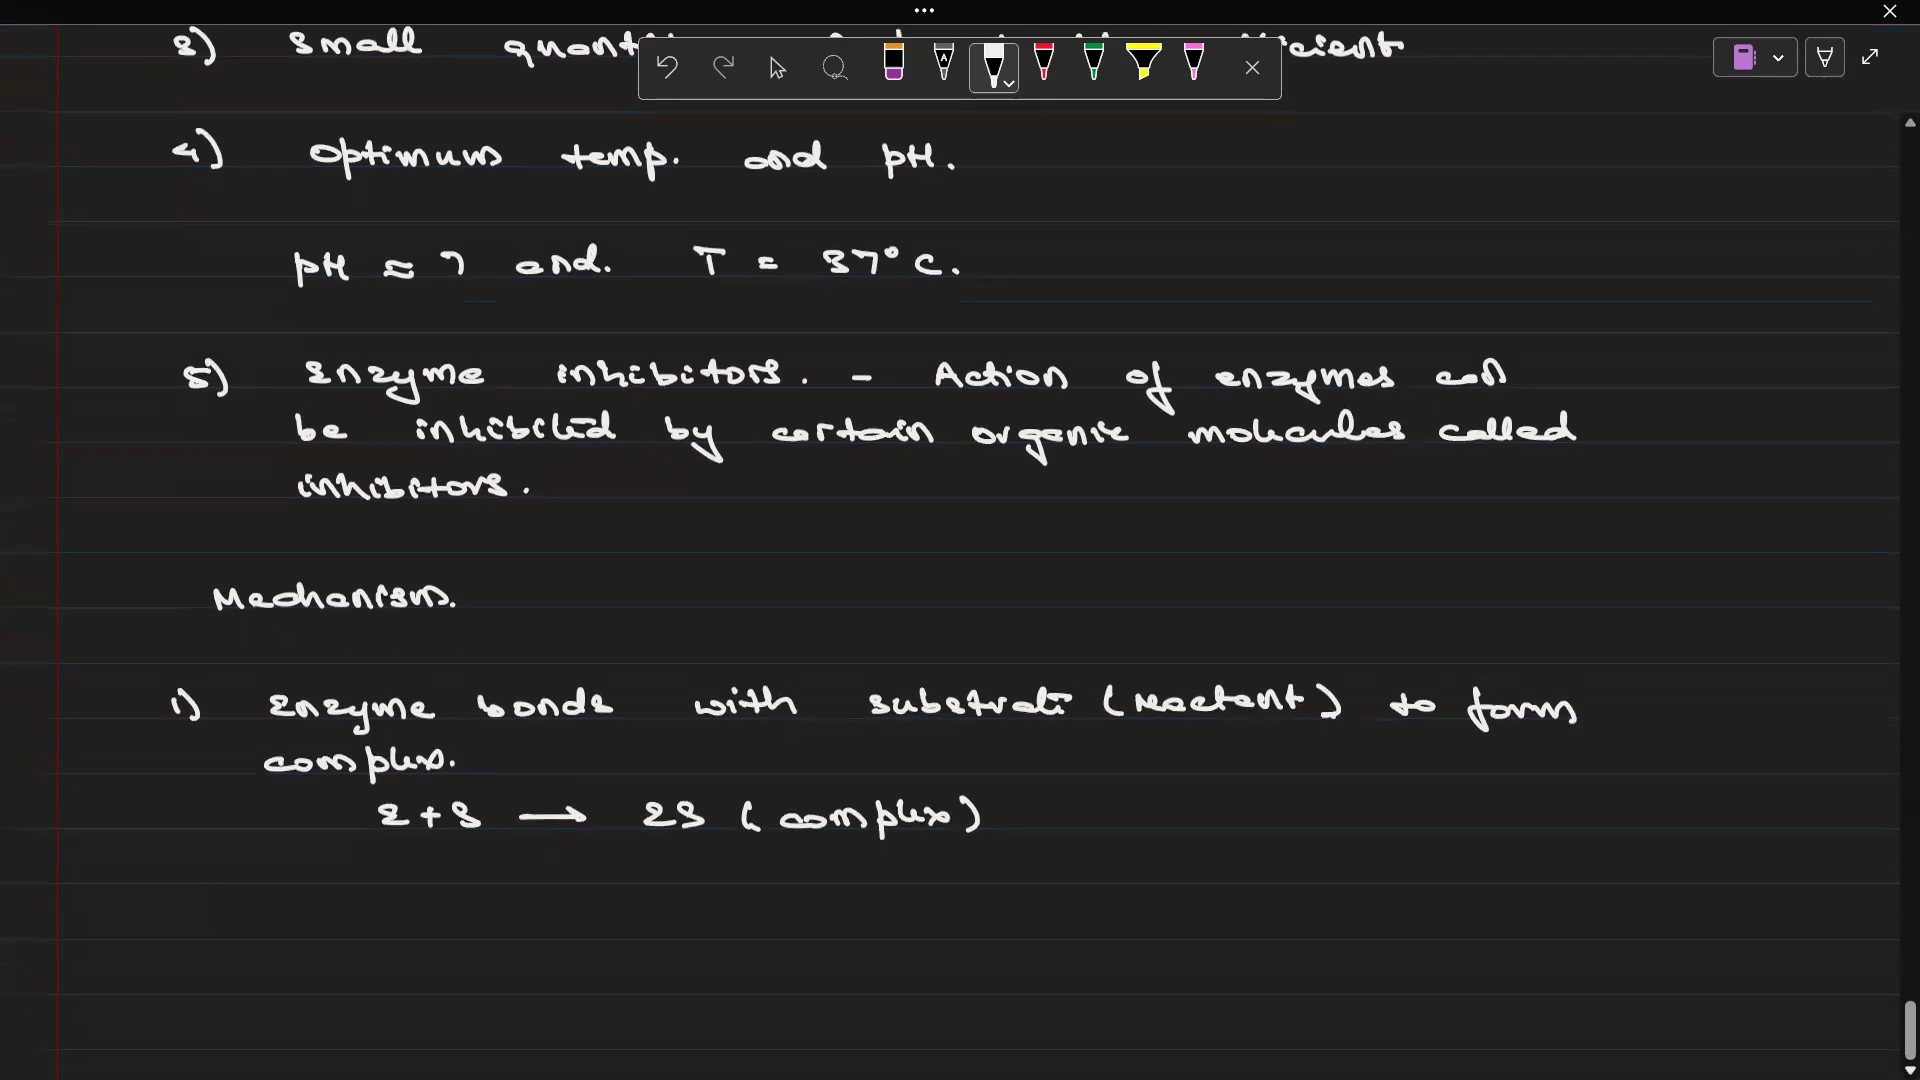 3) Small
4) Optimum temp. and pH.
pH ≈ 7 and. T = 37°C.
5) Enzyme inhibitors. - Action of enzymes can
be inhibited by certain organic molecules called
inhibitors.
Mechanism.
1) Enzyme bonds with substrate (reactant) to form
complex.
E + S → ES (complex)